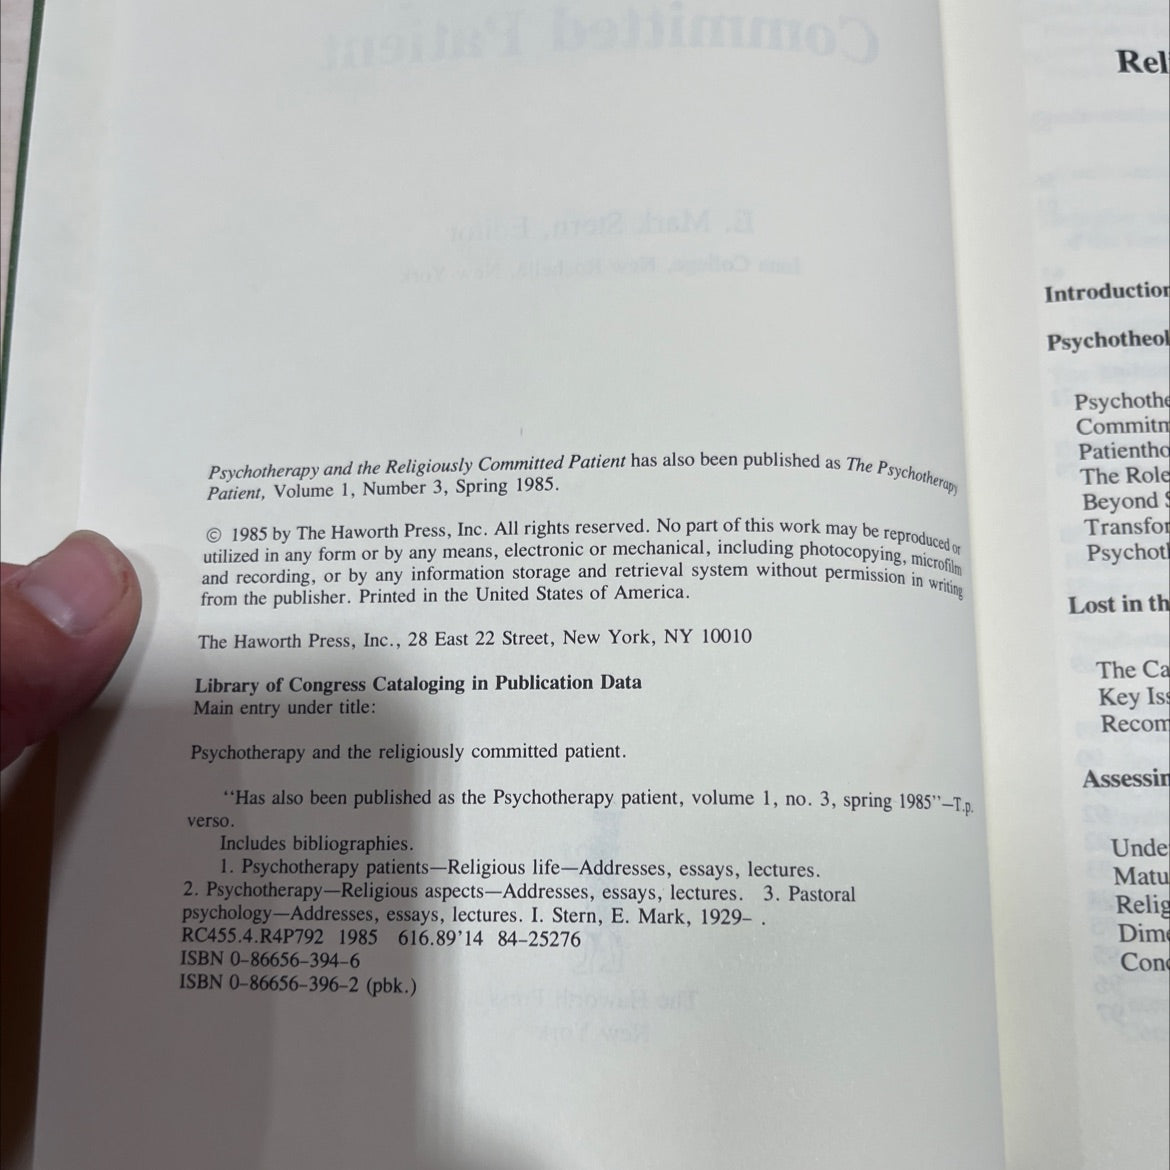 Psychotherapy and the Religiously Committed Patient has also been published as The Psychotherapy
Patient, Volume 1, Number 3, Spring 1985.
© 1985 by The Haworth Press, Inc. All rights reserved. No part of this work may be reproduced or
utilized in any form or by any means, electronic or mechanical, including photocopying, microfilm
and recording, or by any information storage and retrieval system without permission in writing
from the publisher. Printed in the United States of America.
The Haworth Press, Inc., 28 East 22 Street, New York, NY 10010
Library of Congress Cataloging in Publication Data
Main entry under title:
Psychotherapy and the religiously committed patient.
“Has also been published as the Psychotherapy patient, volume 1, no. 3, spring 1985”—T.p.
verso.
Includes bibliographies.
1. Psychotherapy patients—Religious life—Addresses, essays, lectures.
2. Psychotherapy—Religious aspects—Addresses, essays, lectures. 3. Pastoral
psychology—Addresses, essays, lectures. I. Stern, E. Mark, 1929– .
RC455.4.R4P792 1985 616.89'14 84–25276
ISBN 0–86656–394–6
ISBN 0–86656–396–2 (pbk.)
Rel
Introduction
Psychotheol
Psychothe
Commitm
Patientho
The Role
Beyond S
Transfor
Psychoth
Lost in th
The Ca
Key Iss
Recom
Assessin
Under
Matu
Relig
Dime
Conc